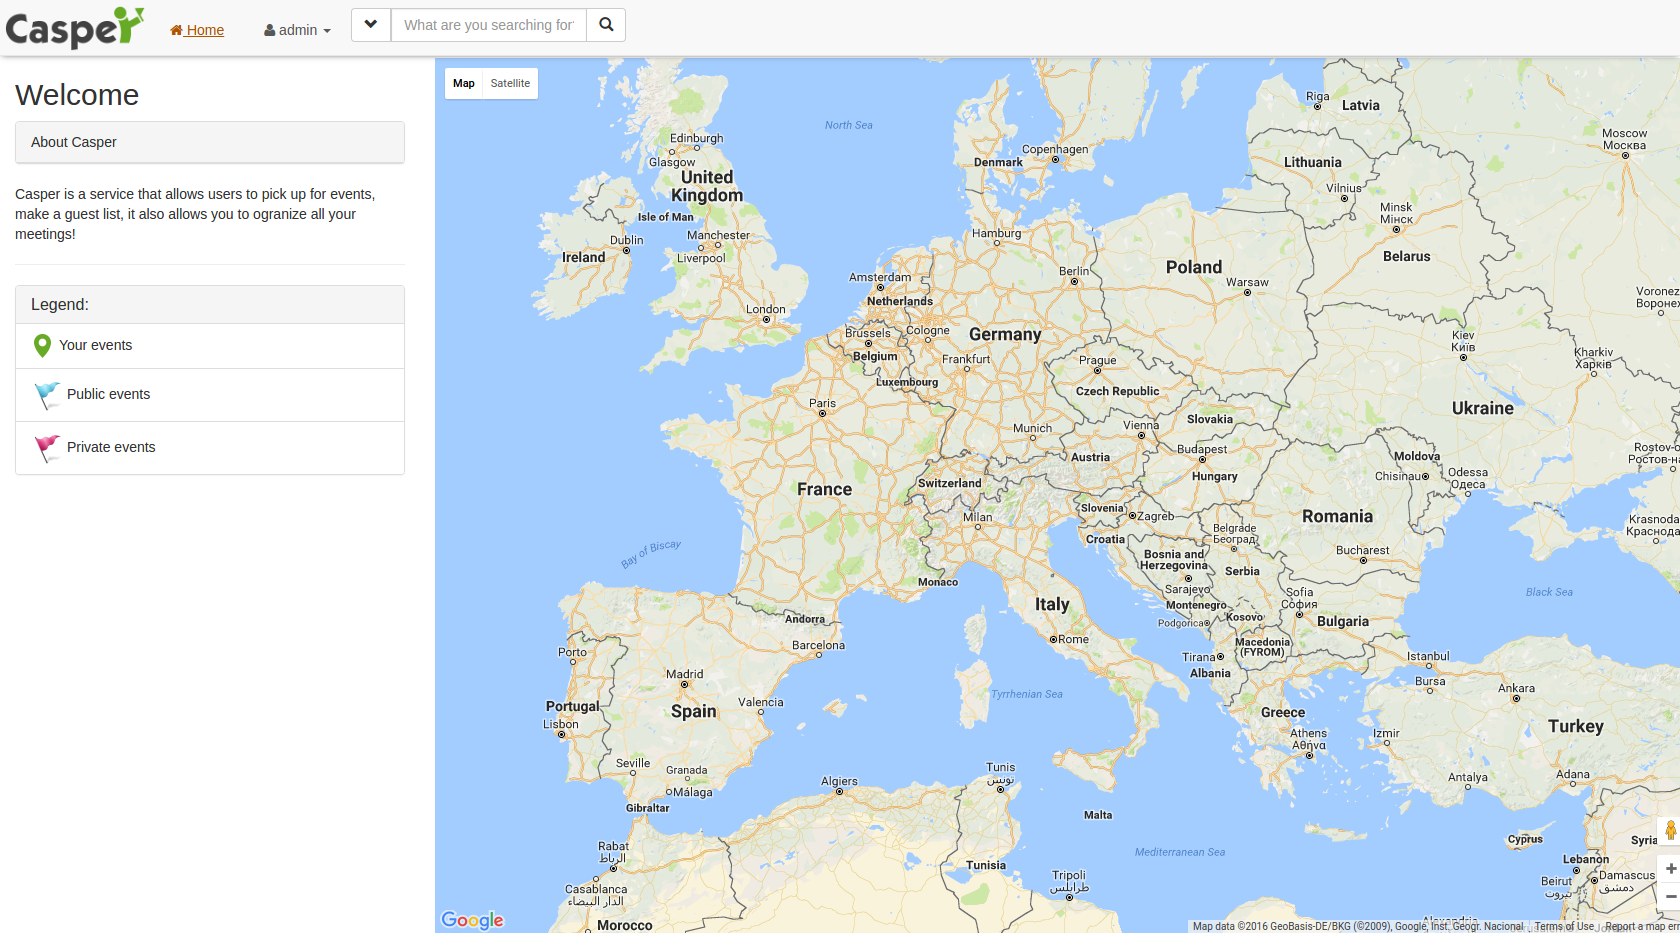 Casper
Home
admin
What are you searching for
Welcome
About Casper
Casper is a service that allows users to pick up for events,
make a guest list, it also allows you to ogranize all your
meetings!
Legend:
Your events
Public events
Private events
Map
Satellite
North Sea
Edinburgh
Glasgow
United
Kingdom
Isle of Man
Dublin
Ireland
Manchester
Liverpool
London
Denmark
Copenhagen
Riga
Latvia
Lithuania
Vilnius
Moscow
Москва
Minsk
Мінск
Belarus
Hamburg
Berlin
Poland
Warsaw
Amsterdam
Netherlands
Brussels
Cologne
Belgium
Germany
Frankfurt
Luxembourg
Prague
Czech Republic
Voronez
Воронеж
Kiev
Київ
Kharkiv
Харків
Ukraine
Paris
Munich
Vienna
Slovakia
Austria
Budapest
Hungary
Moldova
Chisinau
Odessa
Одеса
Rostov-o
Ростов-на
France
Switzerland
Milan
Slovenia
Zagreb
Croatia
Belgrade
Београд
Romania
Krasnoda
Краснода
Bay of Biscay
Monaco
Bosnia and
Herzegovina
Sarajevo
Serbia
Bucharest
Black Sea
Italy
Montenegro
Podgorica
Kosovo
Sofia
София
Bulgaria
Andorra
Barcelona
Rome
Macedonia
(FYROM)
Tirana
Albania
Istanbul
Bursa
Ankara
Porto
Madrid
Portugal
Spain
Valencia
Lisbon
Tyrrhenian Sea
Greece
Athens
Αθήνα
Izmir
Turkey
Seville
Granada
Málaga
Gibraltar
Algiers
Tunis
تونس
Antalya
Adana
Malta
Cyprus
Syria
Mediterranean Sea
Lebanon
Beirut
بيروت
Damascus
دمشق
Rabat
الرباط
Casablanca
الدار البيضاء
Morocco
Tunisia
Tripoli
طرابلس
Alexandria
Google
Map data ©2016 GeoBasis-DE/BKG (©2009), Google, Inst. Geogr. Nacional
Terms of Use
Report a map err